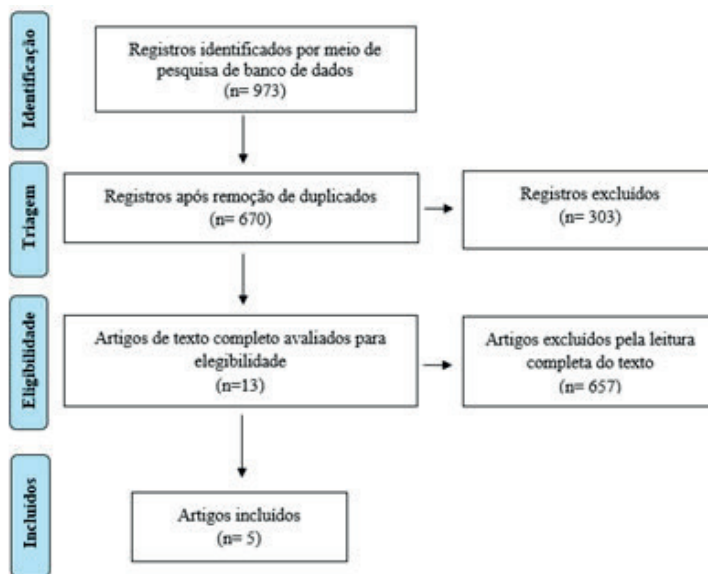 Identificação
Registros identificados por meio de
pesquisa de banco de dados
(n= 973)
Triagem
Registros após remoção de duplicados
(n= 670)
Registros excluídos
(n= 303)
Eligibilidade
Artigos de texto completo avaliados para
elegibilidade
(n=13)
Artigos excluídos pela leitura
completa do texto
(n= 657)
Incluídos
Artigos incluídos
(n= 5)